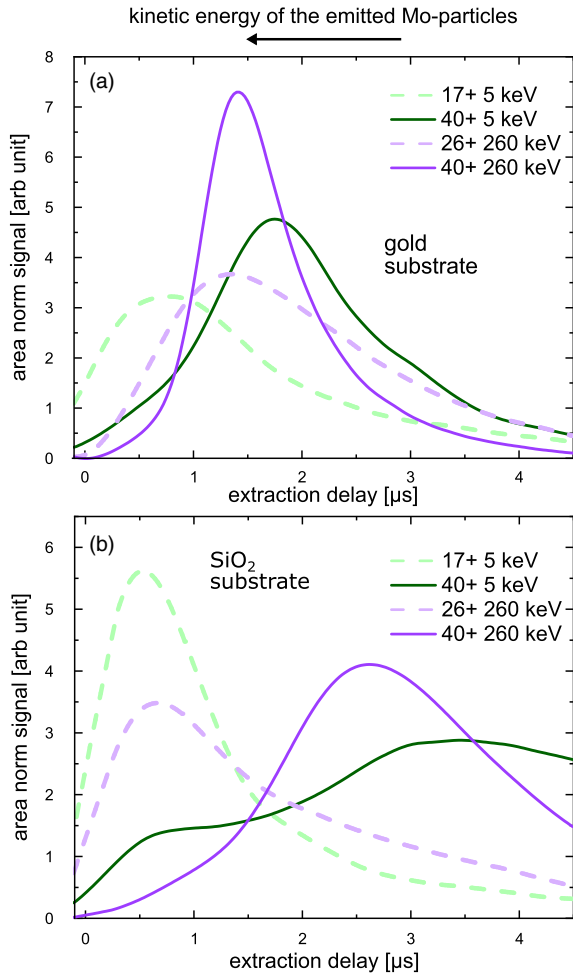 kinetic energy of the emitted Mo-particles
(a)
17+ 5 keV
40+ 5 keV
26+ 260 keV
40+ 260 keV
gold
substrate
area norm signal [arb unit]
8
7
6
5
4
3
2
1
0
0 1 2 3 4
extraction delay [µs]
(b)
SiO₂
substrate
17+ 5 keV
40+ 5 keV
26+ 260 keV
40+ 260 keV
area norm signal [arb unit]
6
5
4
3
2
1
0
0 1 2 3 4
extraction delay [µs]